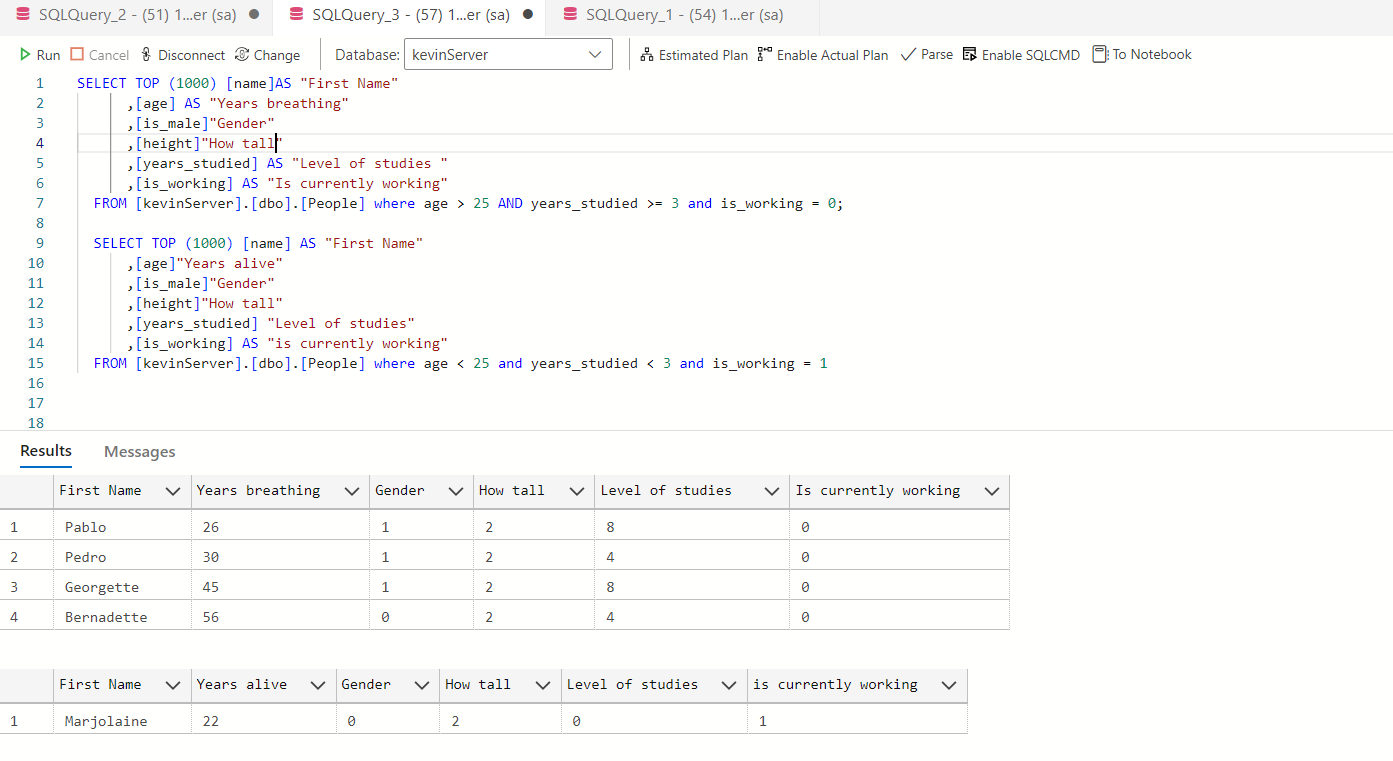 SQLQuery_2 - (51) 1...er (sa) ● SQLQuery_3 - (57) 1...er (sa) ● SQLQuery_1 - (54) 1...er (sa)
Run Cancel Disconnect Change Database: kevinServer Estimated Plan Enable Actual Plan Parse Enable SQLCMD To Notebook
1 SELECT TOP (1000) [name]AS "First Name"
2 ,[age] AS "Years breathing"
3 ,[is_male]"Gender"
4 ,[height]"How tall"
5 ,[years_studied] AS "Level of studies "
6 ,[is_working] AS "Is currently working"
7 FROM [kevinServer].[dbo].[People] where age > 25 AND years_studied >= 3 and is_working = 0;
8
9 SELECT TOP (1000) [name] AS "First Name"
10 ,[age]"Years alive"
11 ,[is_male]"Gender"
12 ,[height]"How tall"
13 ,[years_studied] "Level of studies"
14 ,[is_working] AS "is currently working"
15 FROM [kevinServer].[dbo].[People] where age < 25 and years_studied < 3 and is_working = 1
16
17
18
Results Messages
First Name Years breathing Gender How tall Level of studies Is currently working
1 Pablo 26 1 2 8 0
2 Pedro 30 1 2 4 0
3 Georgette 45 1 2 8 0
4 Bernadette 56 0 2 4 0
First Name Years alive Gender How tall Level of studies is currently working
1 Marjolaine 22 0 2 0 1